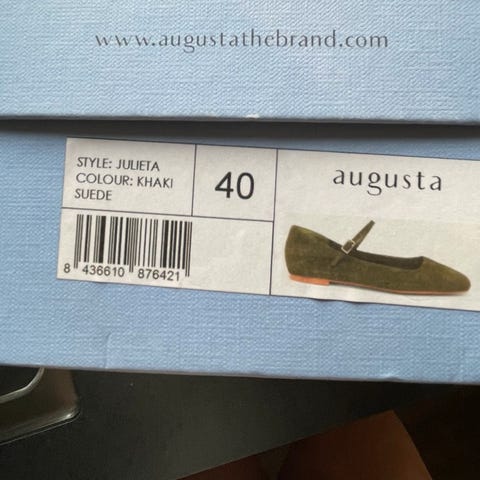 www.augustathebrand.com
STYLE: JULIETA
COLOUR: KHAKI
SUEDE
40
augusta
8 436610 876421